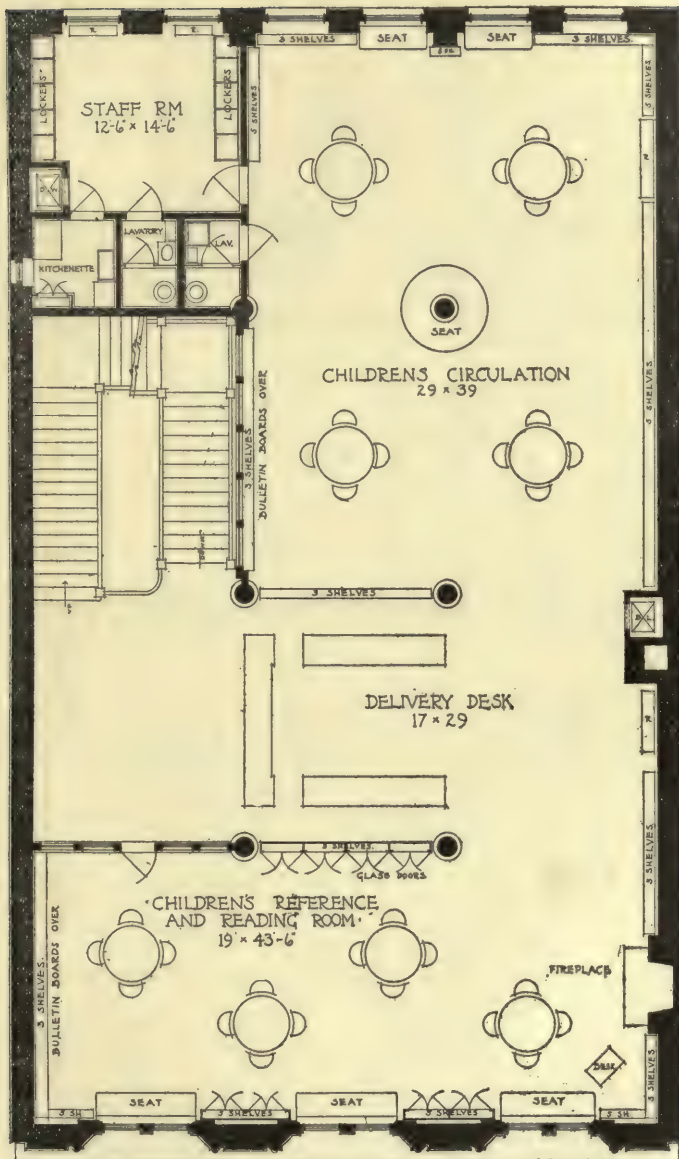 R.
R.
3 SHELVES
SEAT
SEAT
3 SHELVES
LOCKERS
LOCKERS
3 SHELVES
3 SHELVES
STAFF RM
12-6" × 14-6"
R.
D.W.
LAVATORY
LAV.
KITCHENETTE
SEAT
CHILDRENS CIRCULATION
29 × 39
3 SHELVES
3 SHELVES
BULLETIN BOARDS OVER
3 SHELVES
DELIVERY DESK
17 × 29
R.
3 SHELVES
3 SHELVES
GLASS DOORS
CHILDREN'S REFERENCE
AND READING ROOM
19 × 43-6"
3 SHELVES
BULLETIN BOARDS OVER
FIREPLACE
DESK
3 SHELVES
3 SH
SEAT
3 SHELVES
SEAT
3 SHELVES
SEAT
3 SH